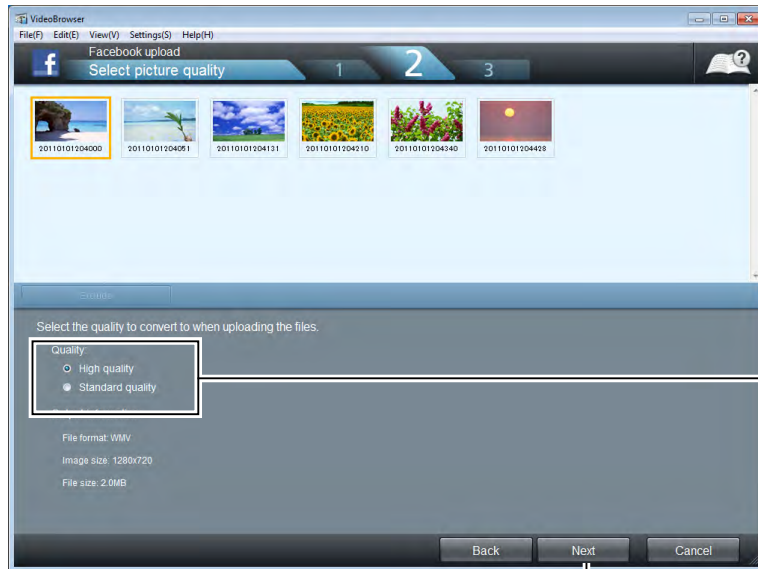 VideoBrowser
File(F) Edit(E) View(V) Settings(S) Help(H)
f
Facebook upload
Select picture quality
1 2 3
?
20110101204000 20110101204051 20110101204131 20110101204210 20110101204340 20110101204428
Select the quality to convert to when uploading the files.
Quality
High quality
Standard quality
File format: WMV
Image size: 1280x720
File size: 2.0MB
Back Next Cancel